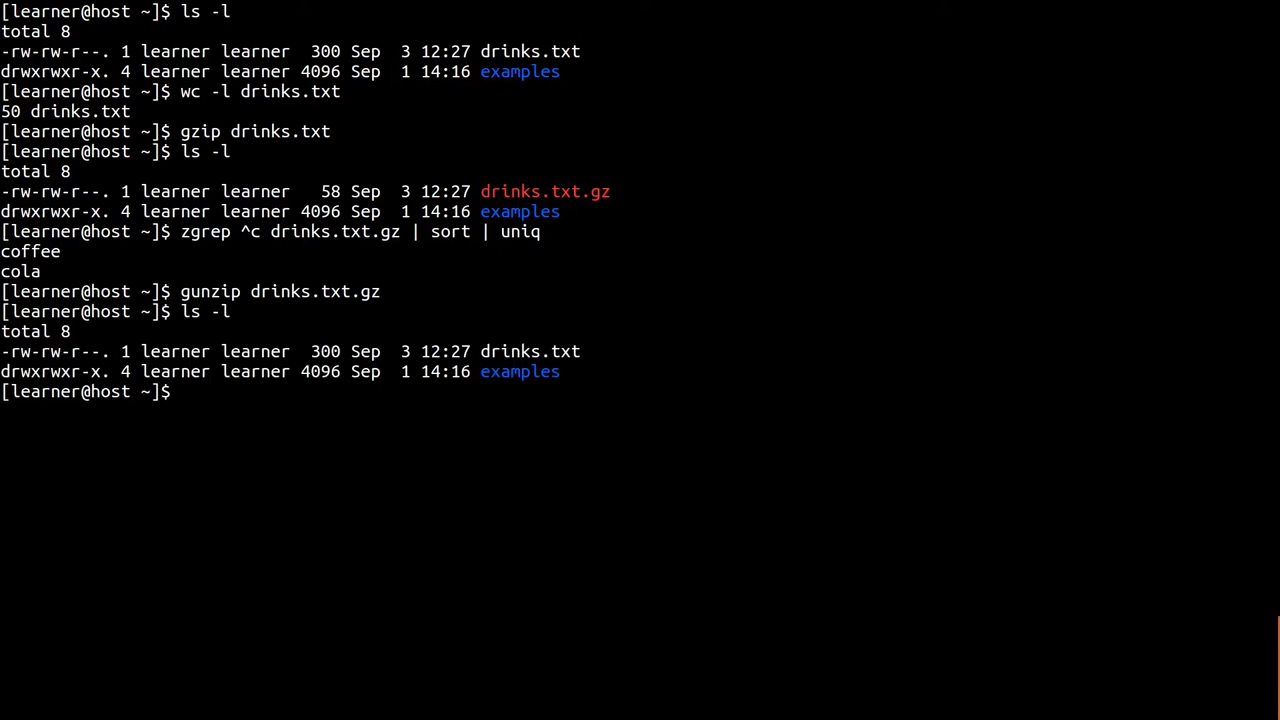 [learner@host ~]$ ls -l
total 8
-rw-rw-r--. 1 learner learner  300 Sep  3 12:27 drinks.txt
drwxrwxr-x. 4 learner learner 4096 Sep  1 14:16 examples
[learner@host ~]$ wc -l drinks.txt
50 drinks.txt
[learner@host ~]$ gzip drinks.txt
[learner@host ~]$ ls -l
total 8
-rw-rw-r--. 1 learner learner   58 Sep  3 12:27 drinks.txt.gz
drwxrwxr-x. 4 learner learner 4096 Sep  1 14:16 examples
[learner@host ~]$ zgrep ^c drinks.txt.gz | sort | uniq
coffee
cola
[learner@host ~]$ gunzip drinks.txt.gz
[learner@host ~]$ ls -l
total 8
-rw-rw-r--. 1 learner learner  300 Sep  3 12:27 drinks.txt
drwxrwxr-x. 4 learner learner 4096 Sep  1 14:16 examples
[learner@host ~]$